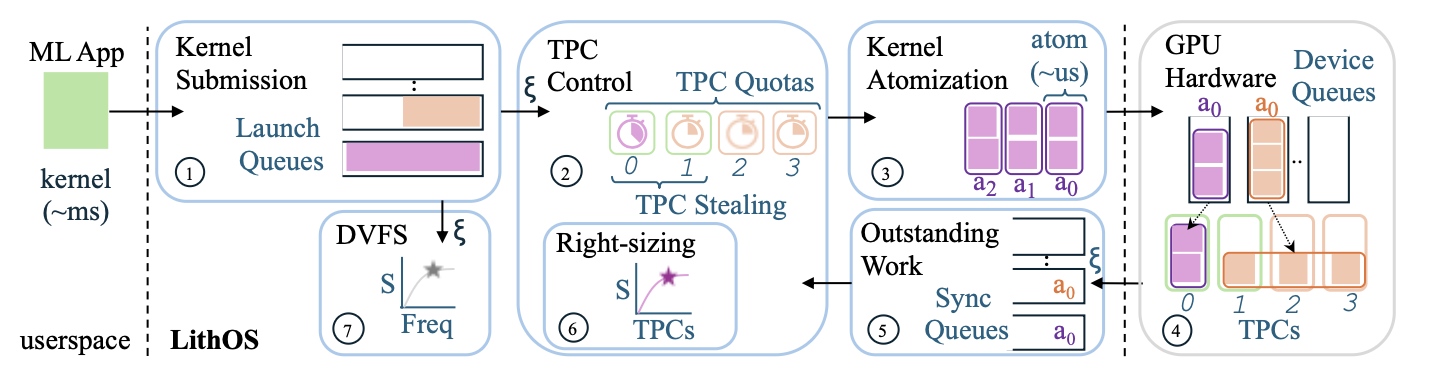 ML App
kernel
(~ms)
userspace
LithOS
Kernel
Submission
Launch
Queues
1
ξ
DVFS
ξ
S
Freq
7
TPC
Control
TPC Quotas
0 1 2 3
2
TPC Stealing
Right-sizing
S
TPCs
6
Kernel
Atomization
atom
(~us)
3
a2 a1 a0
Outstanding
Work
ξ
Sync
Queues
a0
a0
5
GPU
Hardware
Device
Queues
a0 a0
0 1 2 3
4
TPCs